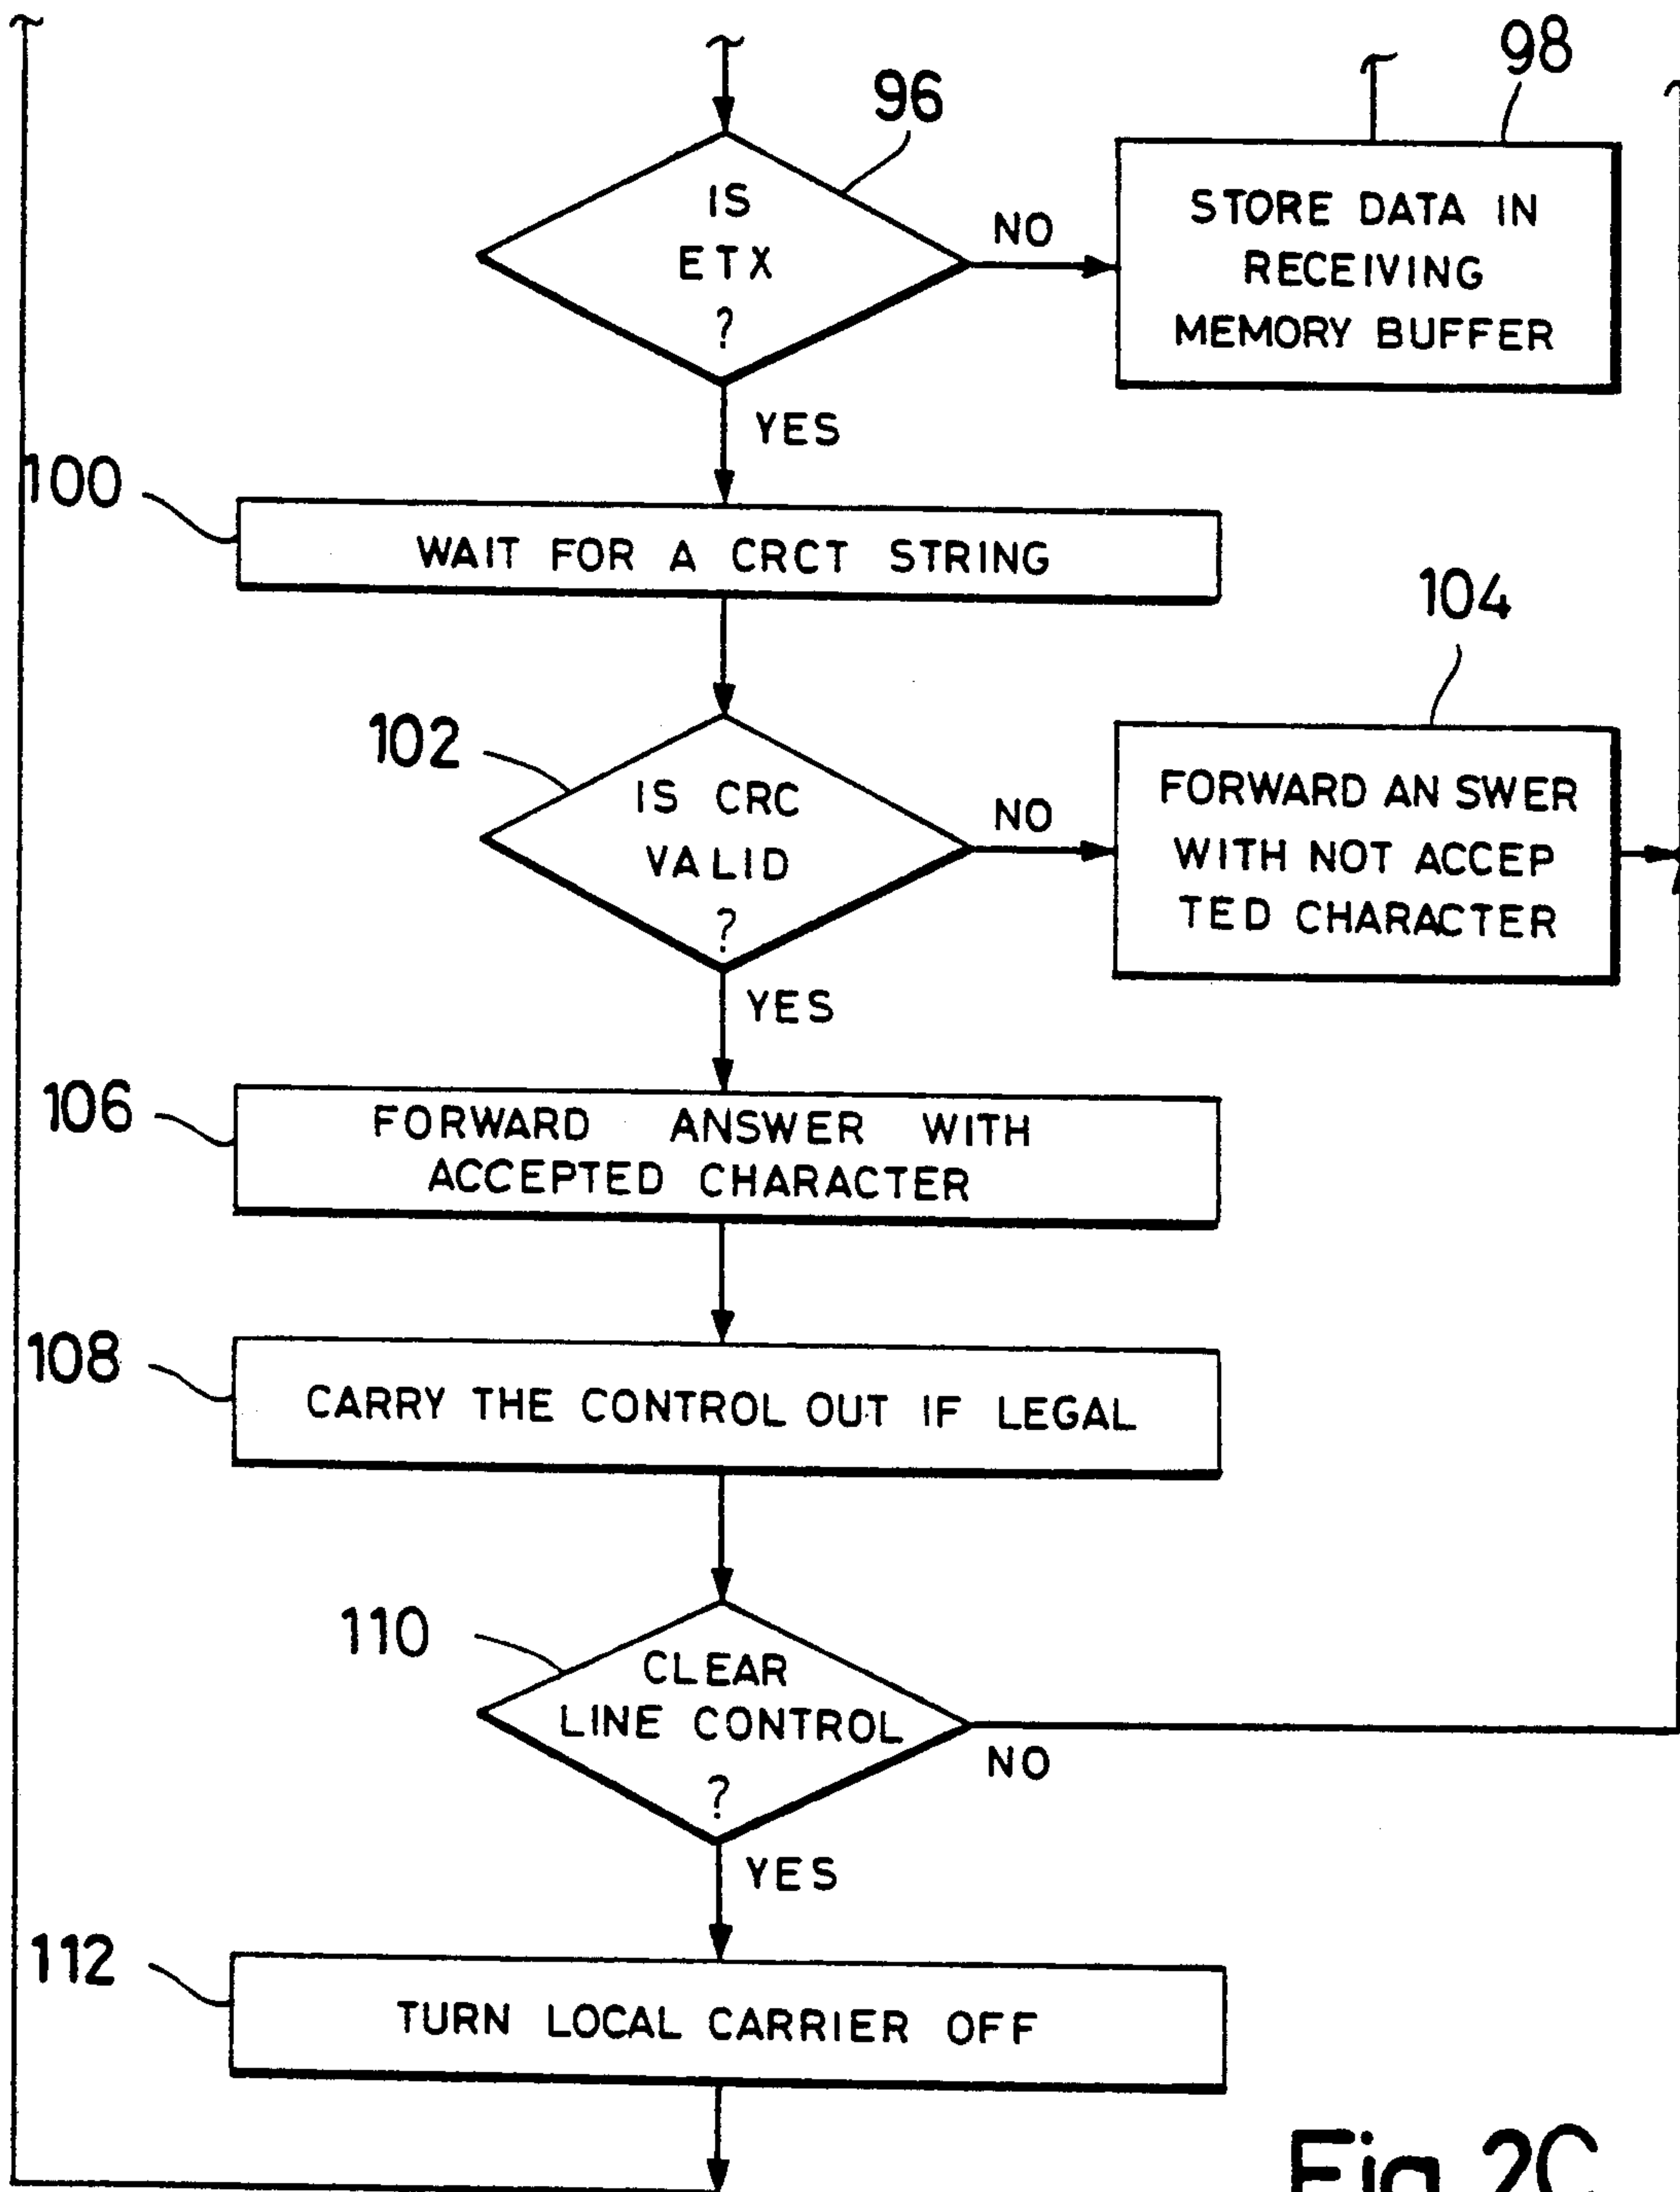 98
96
IS
ETX
?
NO
STORE DATA IN
RECEIVING
MEMORY BUFFER
YES
100
WAIT FOR A CRCT STRING
104
102
IS CRC
VALID
?
NO
FORWARD AN SWER
WITH NOT ACCEP
TED CHARACTER
YES
106
FORWARD ANSWER WITH
ACCEPTED CHARACTER
108
CARRY THE CONTROL OUT IF LEGAL
110
CLEAR
LINE CONTROL
?
NO
YES
112
TURN LOCAL CARRIER OFF
Fig 2C